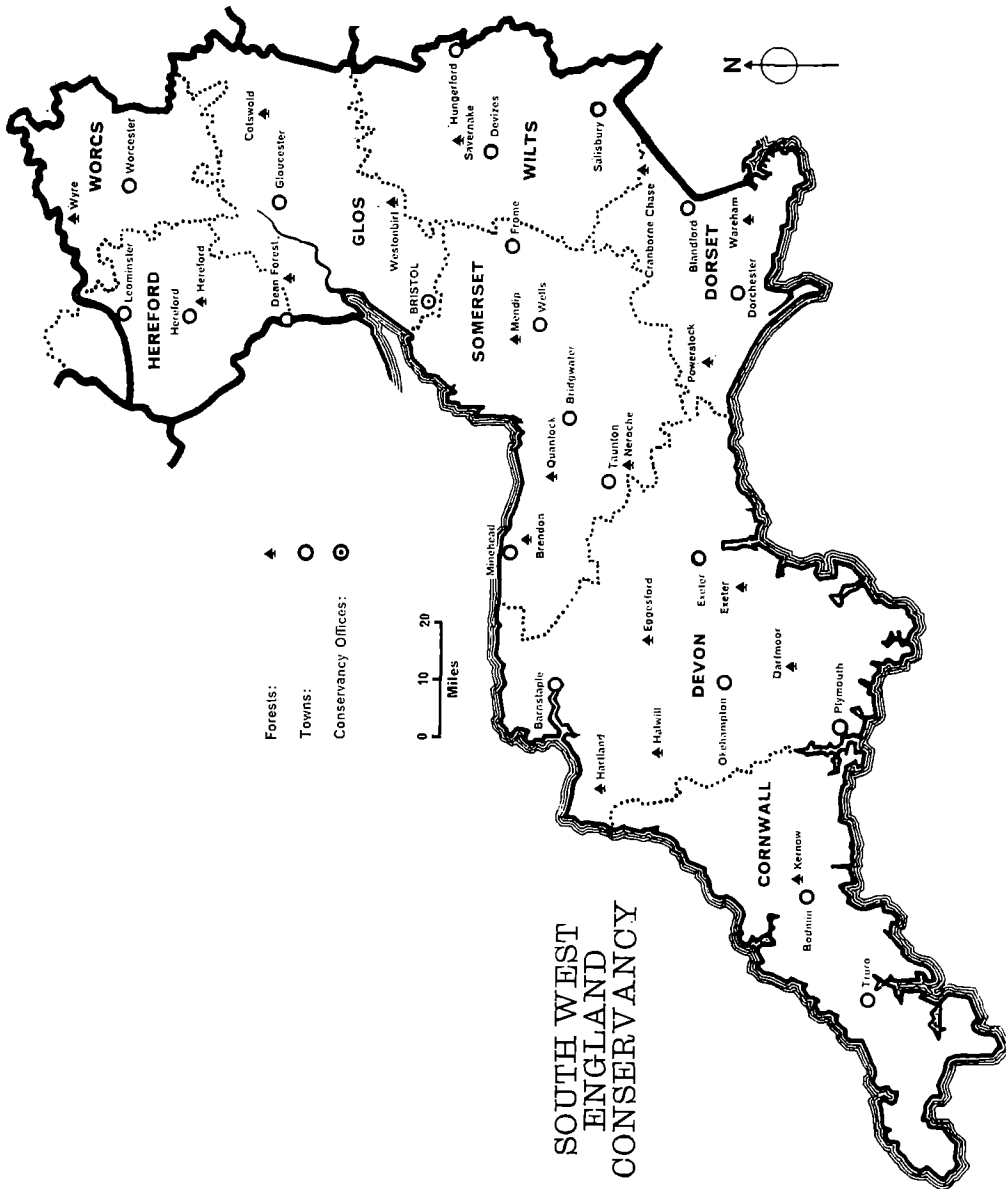 SOUTH WEST
ENGLAND
CONSERVANCY
Forests:
Towns:
Conservancy Offices:
0 10 20
Miles
N
WORCS
Wyre
Worcester
HEREFORD
Leominster
Hereford
Hereford
Dean Forest
GLOS
Cotswold
Gloucester
Westonbirt
BRISTOL
WILTS
Hungerford
Savernake
Devizes
Salisbury
SOMERSET
Frome
Mendip
Wells
Bridgwater
Quantock
Taunton
Neroche
Minehead
Brendon
DORSET
Cranborne Chase
Blandford
Wareham
Dorchester
Powerstock
DEVON
Barnstaple
Eggesford
Hartland
Halwill
Okehampton
Exeter
Exeter
Dartmoor
Plymouth
CORNWALL
Kernow
Bodmin
Truro